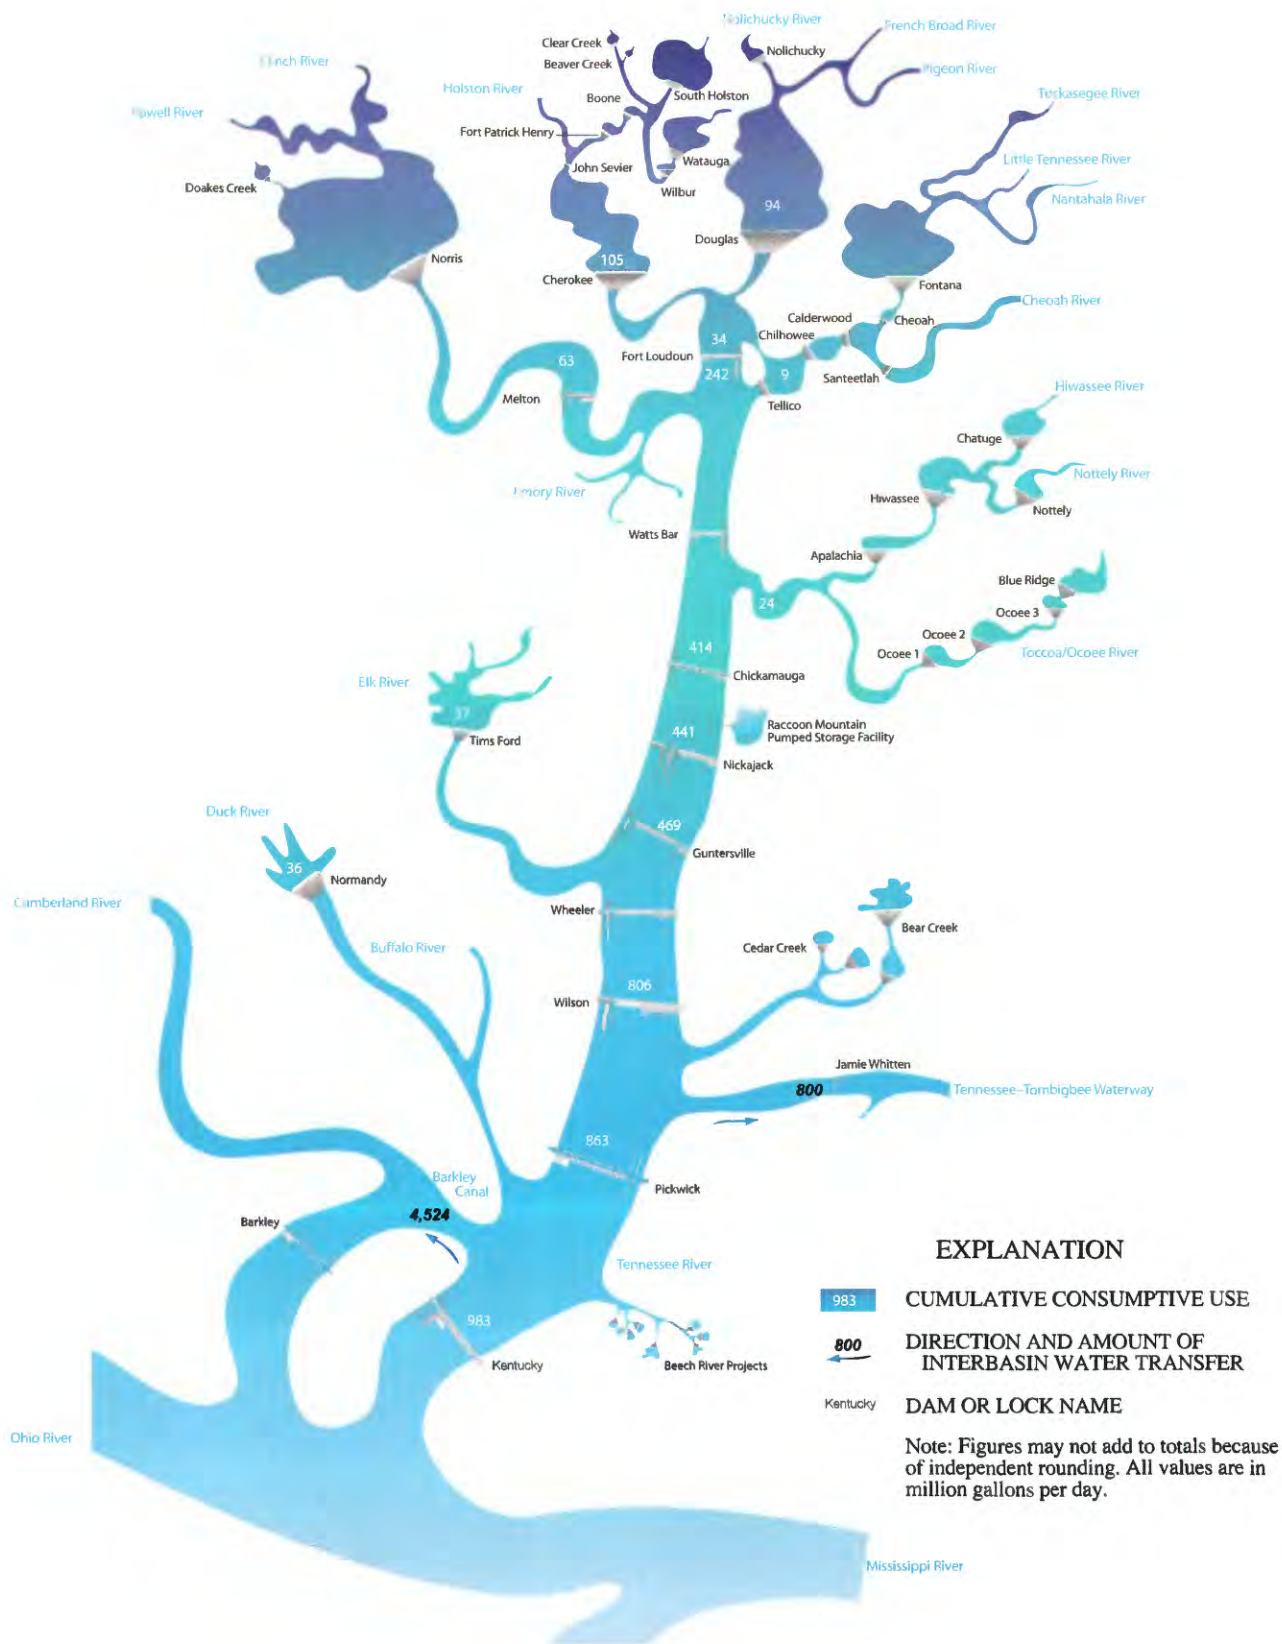 Nolichucky River
French Broad River
Clear Creek
Nolichucky
Beaver Creek
Clinch River
Pigeon River
Holston River
South Holston
Tuckasegee River
Boone
Powell River
Fort Patrick Henry
Watauga
Little Tennessee River
John Sevier
Doakes Creek
Wilbur
Nantahala River
94
Douglas
Norris
105
Cherokee
Fontana
Cheoah River
Calderwood
Cheoah
Chilhowee
34
Fort Loudoun
63
242
9
Santeetlah
Hiwassee River
Melton
Tellico
Chatuge
Nottely River
Emory River
Hiwassee
Nottely
Watts Bar
Apalachia
Blue Ridge
24
Ocoee 3
Ocoee 2
414
Ocoee 1
Toccoa/Ocoee River
Chickamauga
Elk River
37
Raccoon Mountain
Pumped Storage Facility
441
Tims Ford
Nickajack
Duck River
469
Guntersville
36
Normandy
Cumberland River
Wheeler
Bear Creek
Buffalo River
Cedar Creek
806
Wilson
Jamie Whitten
800
Tennessee–Tombigbee Waterway
863
Barkley
Canal
Pickwick
4,524
Barkley
Tennessee River
983
Kentucky
Beech River Projects
Ohio River
Mississippi River
EXPLANATION
983
CUMULATIVE CONSUMPTIVE USE
800
DIRECTION AND AMOUNT OF
INTERBASIN WATER TRANSFER
Kentucky
DAM OR LOCK NAME
Note: Figures may not add to totals because
of independent rounding. All values are in
million gallons per day.